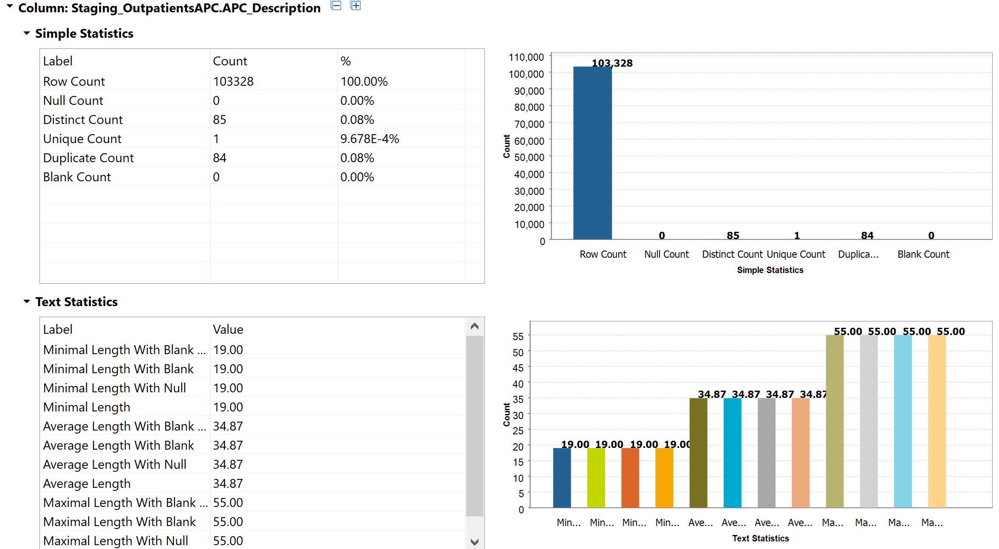 Column: Staging_OutpatientsAPC.APC_Description
Simple Statistics
Label Count %
Row Count 103328 100.00%
Null Count 0 0.00%
Distinct Count 85 0.08%
Unique Count 1 9.678E-4%
Duplicate Count 84 0.08%
Blank Count 0 0.00%
110,000
100,000
90,000
80,000
70,000
60,000
50,000
40,000
30,000
20,000
10,000
0
Count
103,328 0 85 1 84 0
Row Count Null Count Distinct Count Unique Count Duplica... Blank Count
Simple Statistics
Text Statistics
Label Value
Minimal Length With Blank ... 19.00
Minimal Length With Blank 19.00
Minimal Length With Null 19.00
Minimal Length 19.00
Average Length With Blank ... 34.87
Average Length With Blank 34.87
Average Length With Null 34.87
Average Length 34.87
Maximal Length With Blank ... 55.00
Maximal Length With Blank 55.00
Maximal Length With Null 55.00
55
50
45
40
35
30
25
20
15
10
5
0
Count
19.00 19.00 19.00 19.00 34.87 34.87 34.87 34.87 55.00 55.00 55.00 55.00
Min... Min... Min... Min... Ave... Ave... Ave... Ave... Ma... Ma... Ma... Ma...
Text Statistics